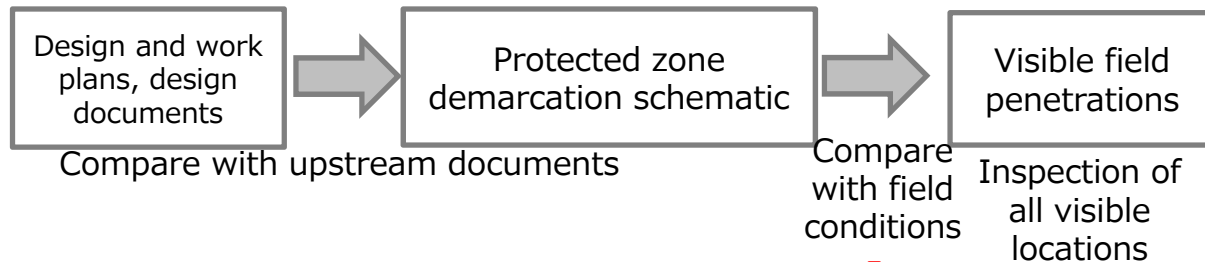 Design and work
plans, design
documents
Protected zone
demarcation schematic
Visible field
penetrations
Compare with upstream documents
Compare
with field
conditions
Inspection of
all visible
locations